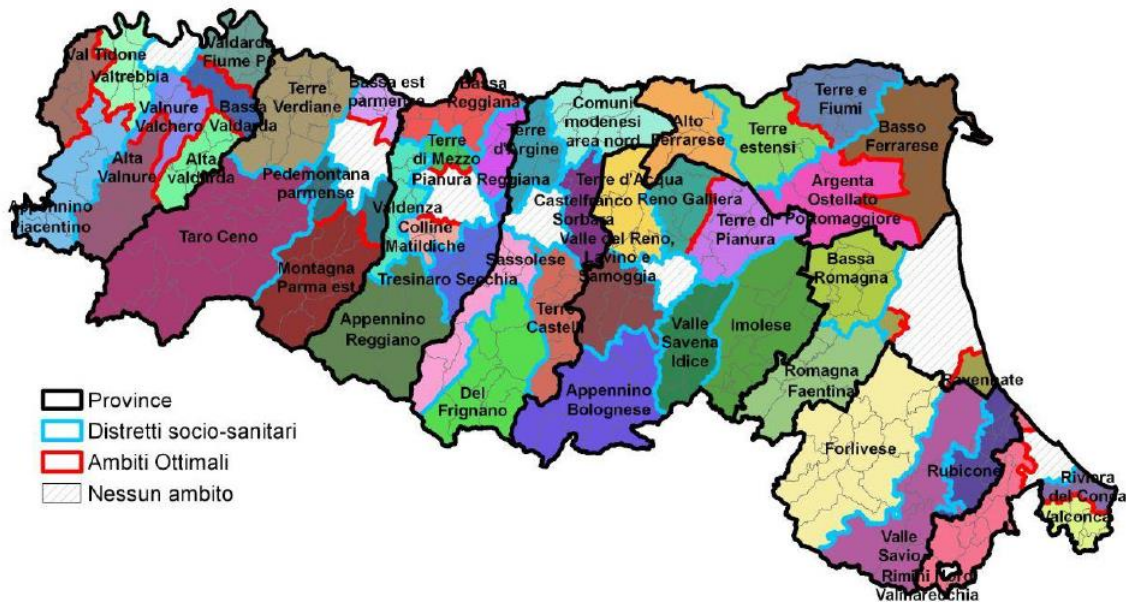 Val Tidone
Valtrebbia
Valdarda
Fiume P
Valnure
Valchero
Bassa
Valdarda
Alta
Valnure
Alta
valdarda
Appennino
Piacentino
Terre
Verdiane
Bassa est
parmense
Pedemontana
parmense
Taro Ceno
Montagna
Parma est
Bassa
Reggiana
Terre
di Mezzo
Pianura Reggiana
Valdenza
Colline
Matildiche
Tresinaro Secchia
Appennino
Reggiano
Terre
d'Argine
Comuni
modenesi
area nord
Castelfranco
Sorbara
Sassolese
Terre
Castelli
Del
Frignano
Terre d'Acqua
Reno Galliera
Terre di
Pianura
Valle del Reno,
Lavino e
Samoggia
Appennino
Bolognese
Valle
Savena
Idice
Imolese
Alto
Ferrarese
Terre
estensi
Terre e
Fiumi
Basso
Ferrarese
Argenta
Ostellato
Portomaggiore
Bassa
Romagna
Romagna
Faentina
Ravennate
Forlivese
Rubicone
Valle
Savio
Rimini Nord
Valmarecchia
Riviera
del Conca
Valconca
Province
Distretti socio-sanitari
Ambiti Ottimali
Nessun ambito